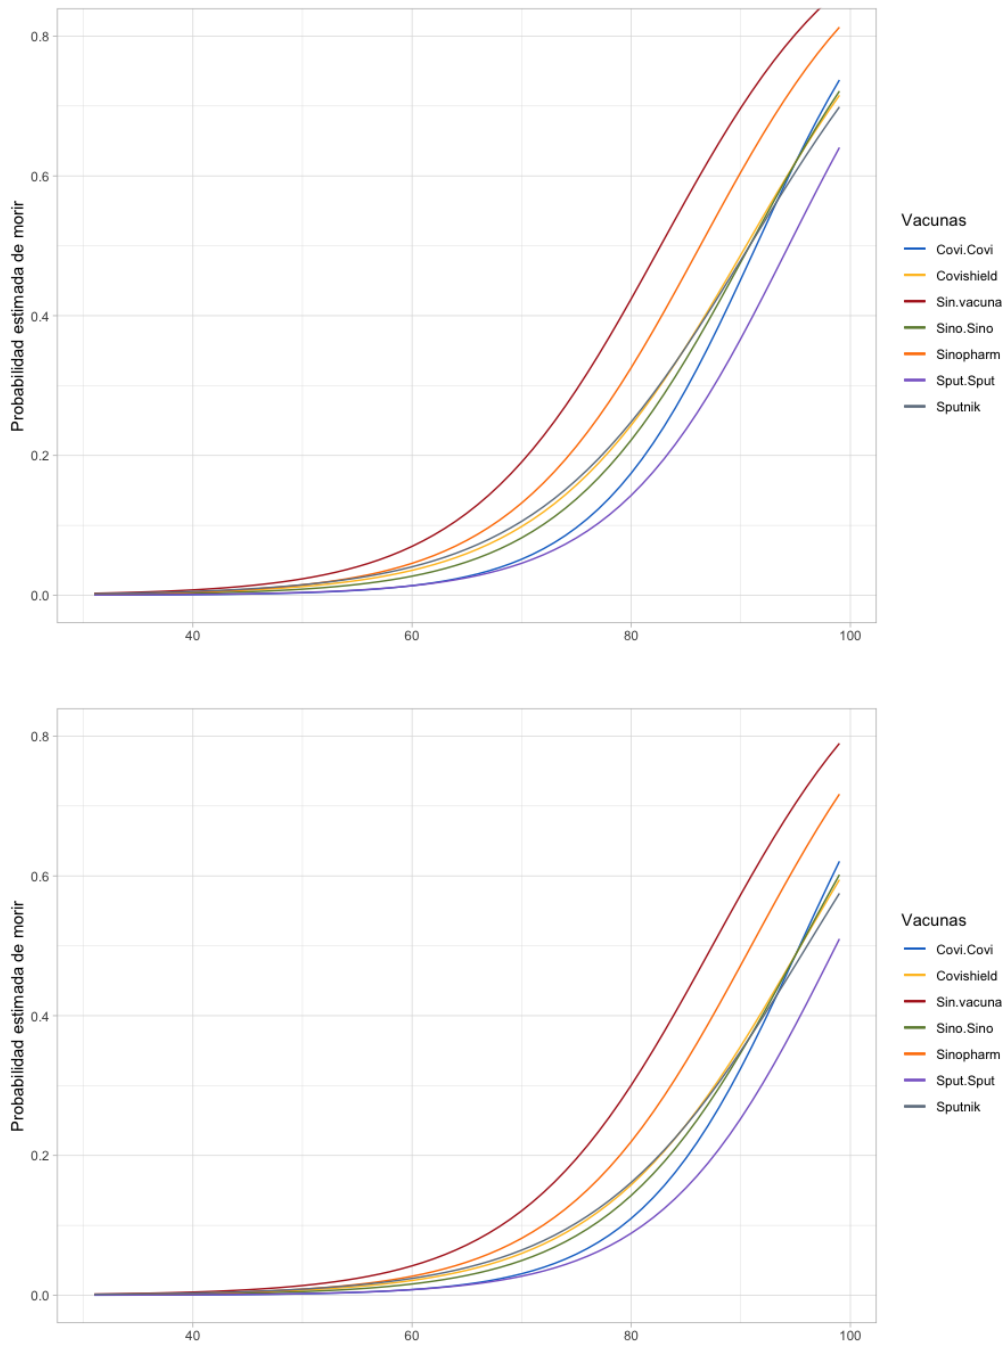 0.8
0.6
0.4
0.2
0.0
Probabilidad estimada de morir
40
60
80
100
Vacunas
Covi.Covi
Covishield
Sin.vacuna
Sino.Sino
Sinopharm
Sput.Sput
Sputnik
0.8
0.6
0.4
0.2
0.0
Probabilidad estimada de morir
40
60
80
100
Vacunas
Covi.Covi
Covishield
Sin.vacuna
Sino.Sino
Sinopharm
Sput.Sput
Sputnik